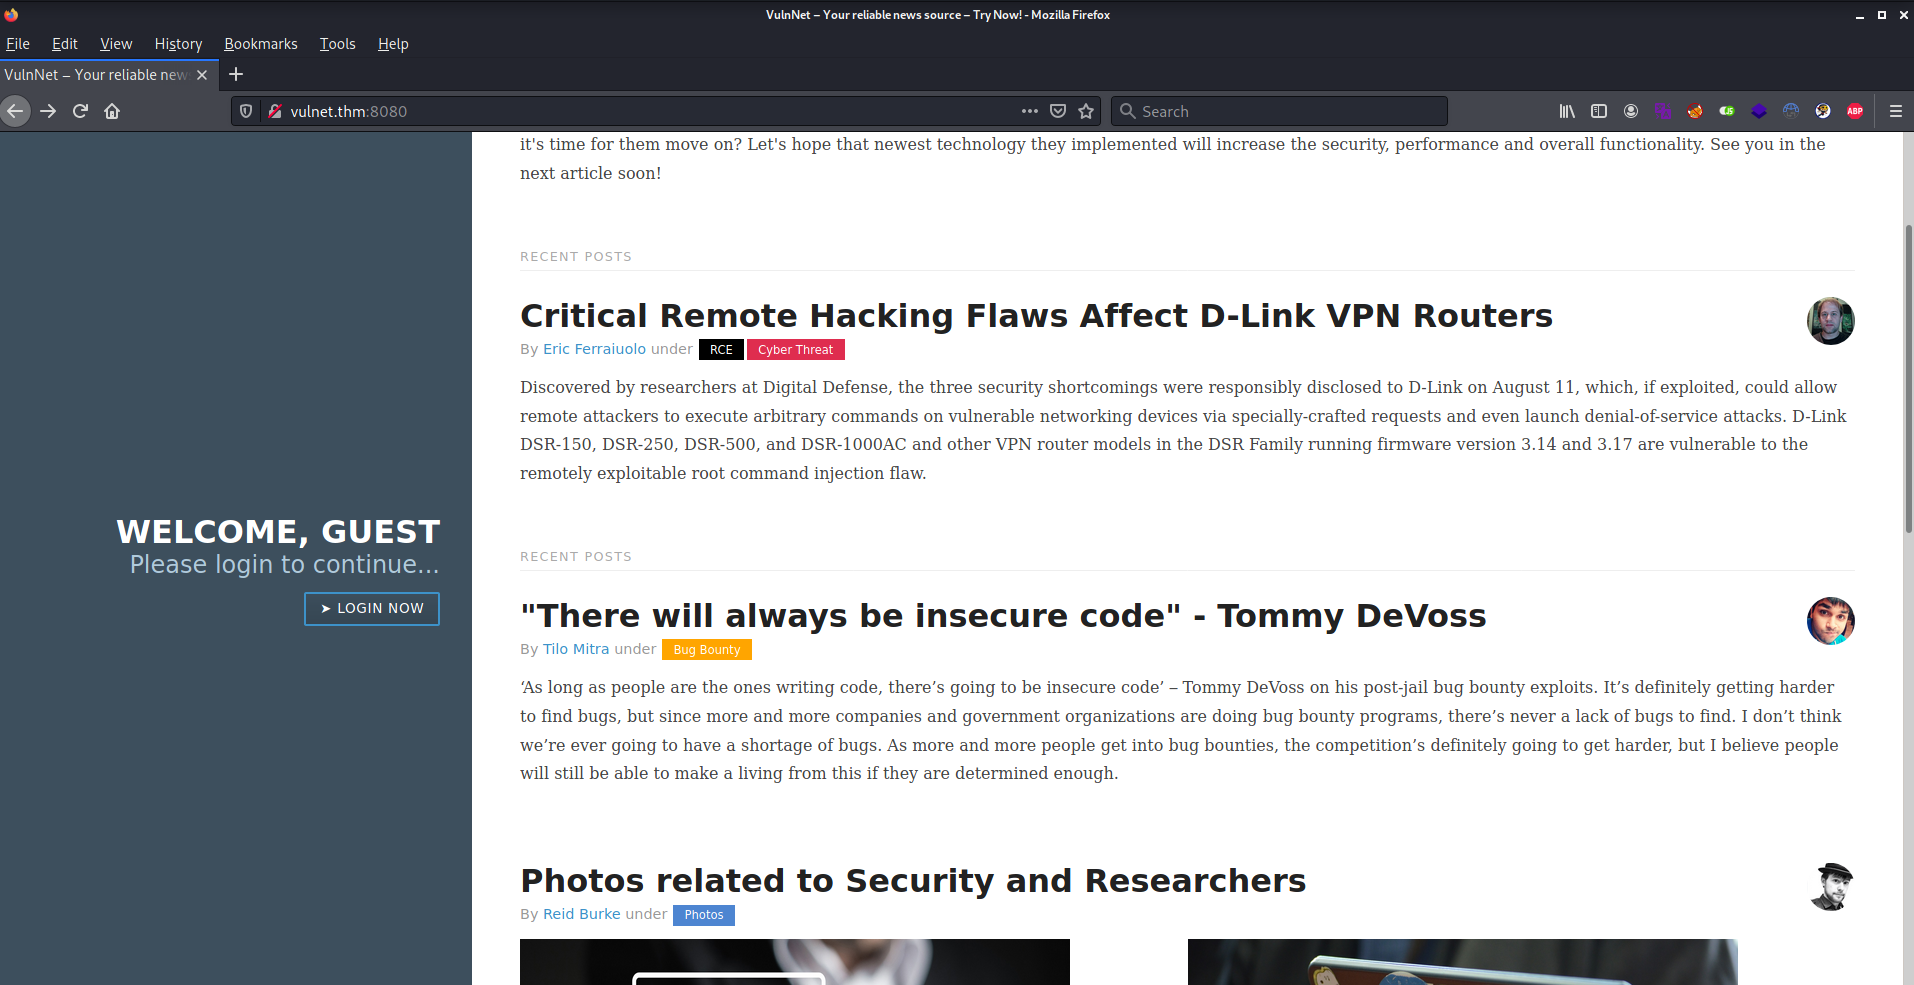 VulnNet – Your reliable news source – Try Now! - Mozilla Firefox
File Edit View History Bookmarks Tools Help
VulnNet – Your reliable new
vulnet.thm:8080
Search
ABP
it's time for them move on? Let's hope that newest technology they implemented will increase the security, performance and overall functionality. See you in the
next article soon!
RECENT POSTS
Critical Remote Hacking Flaws Affect D-Link VPN Routers
By Eric Ferraiuolo under RCE Cyber Threat
Discovered by researchers at Digital Defense, the three security shortcomings were responsibly disclosed to D-Link on August 11, which, if exploited, could allow
remote attackers to execute arbitrary commands on vulnerable networking devices via specially-crafted requests and even launch denial-of-service attacks. D-Link
DSR-150, DSR-250, DSR-500, and DSR-1000AC and other VPN router models in the DSR Family running firmware version 3.14 and 3.17 are vulnerable to the
remotely exploitable root command injection flaw.
WELCOME, GUEST
Please login to continue...
➤ LOGIN NOW
RECENT POSTS
"There will always be insecure code" - Tommy DeVoss
By Tilo Mitra under Bug Bounty
‘As long as people are the ones writing code, there’s going to be insecure code’ – Tommy DeVoss on his post-jail bug bounty exploits. It’s definitely getting harder
to find bugs, but since more and more companies and government organizations are doing bug bounty programs, there’s never a lack of bugs to find. I don’t think
we’re ever going to have a shortage of bugs. As more and more people get into bug bounties, the competition’s definitely going to get harder, but I believe people
will still be able to make a living from this if they are determined enough.
Photos related to Security and Researchers
By Reid Burke under Photos